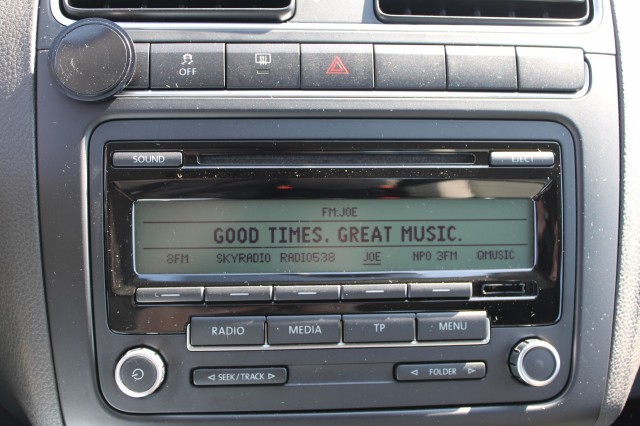 OFF
SOUND
EJECT
FM:JOE
GOOD TIMES. GREAT MUSIC.
8FM SKYRADIO RADIO538 JOE NPO 3FM QMUSIC
RADIO MEDIA TP MENU
◁ SEEK/TRACK ▷
◁ FOLDER ▷